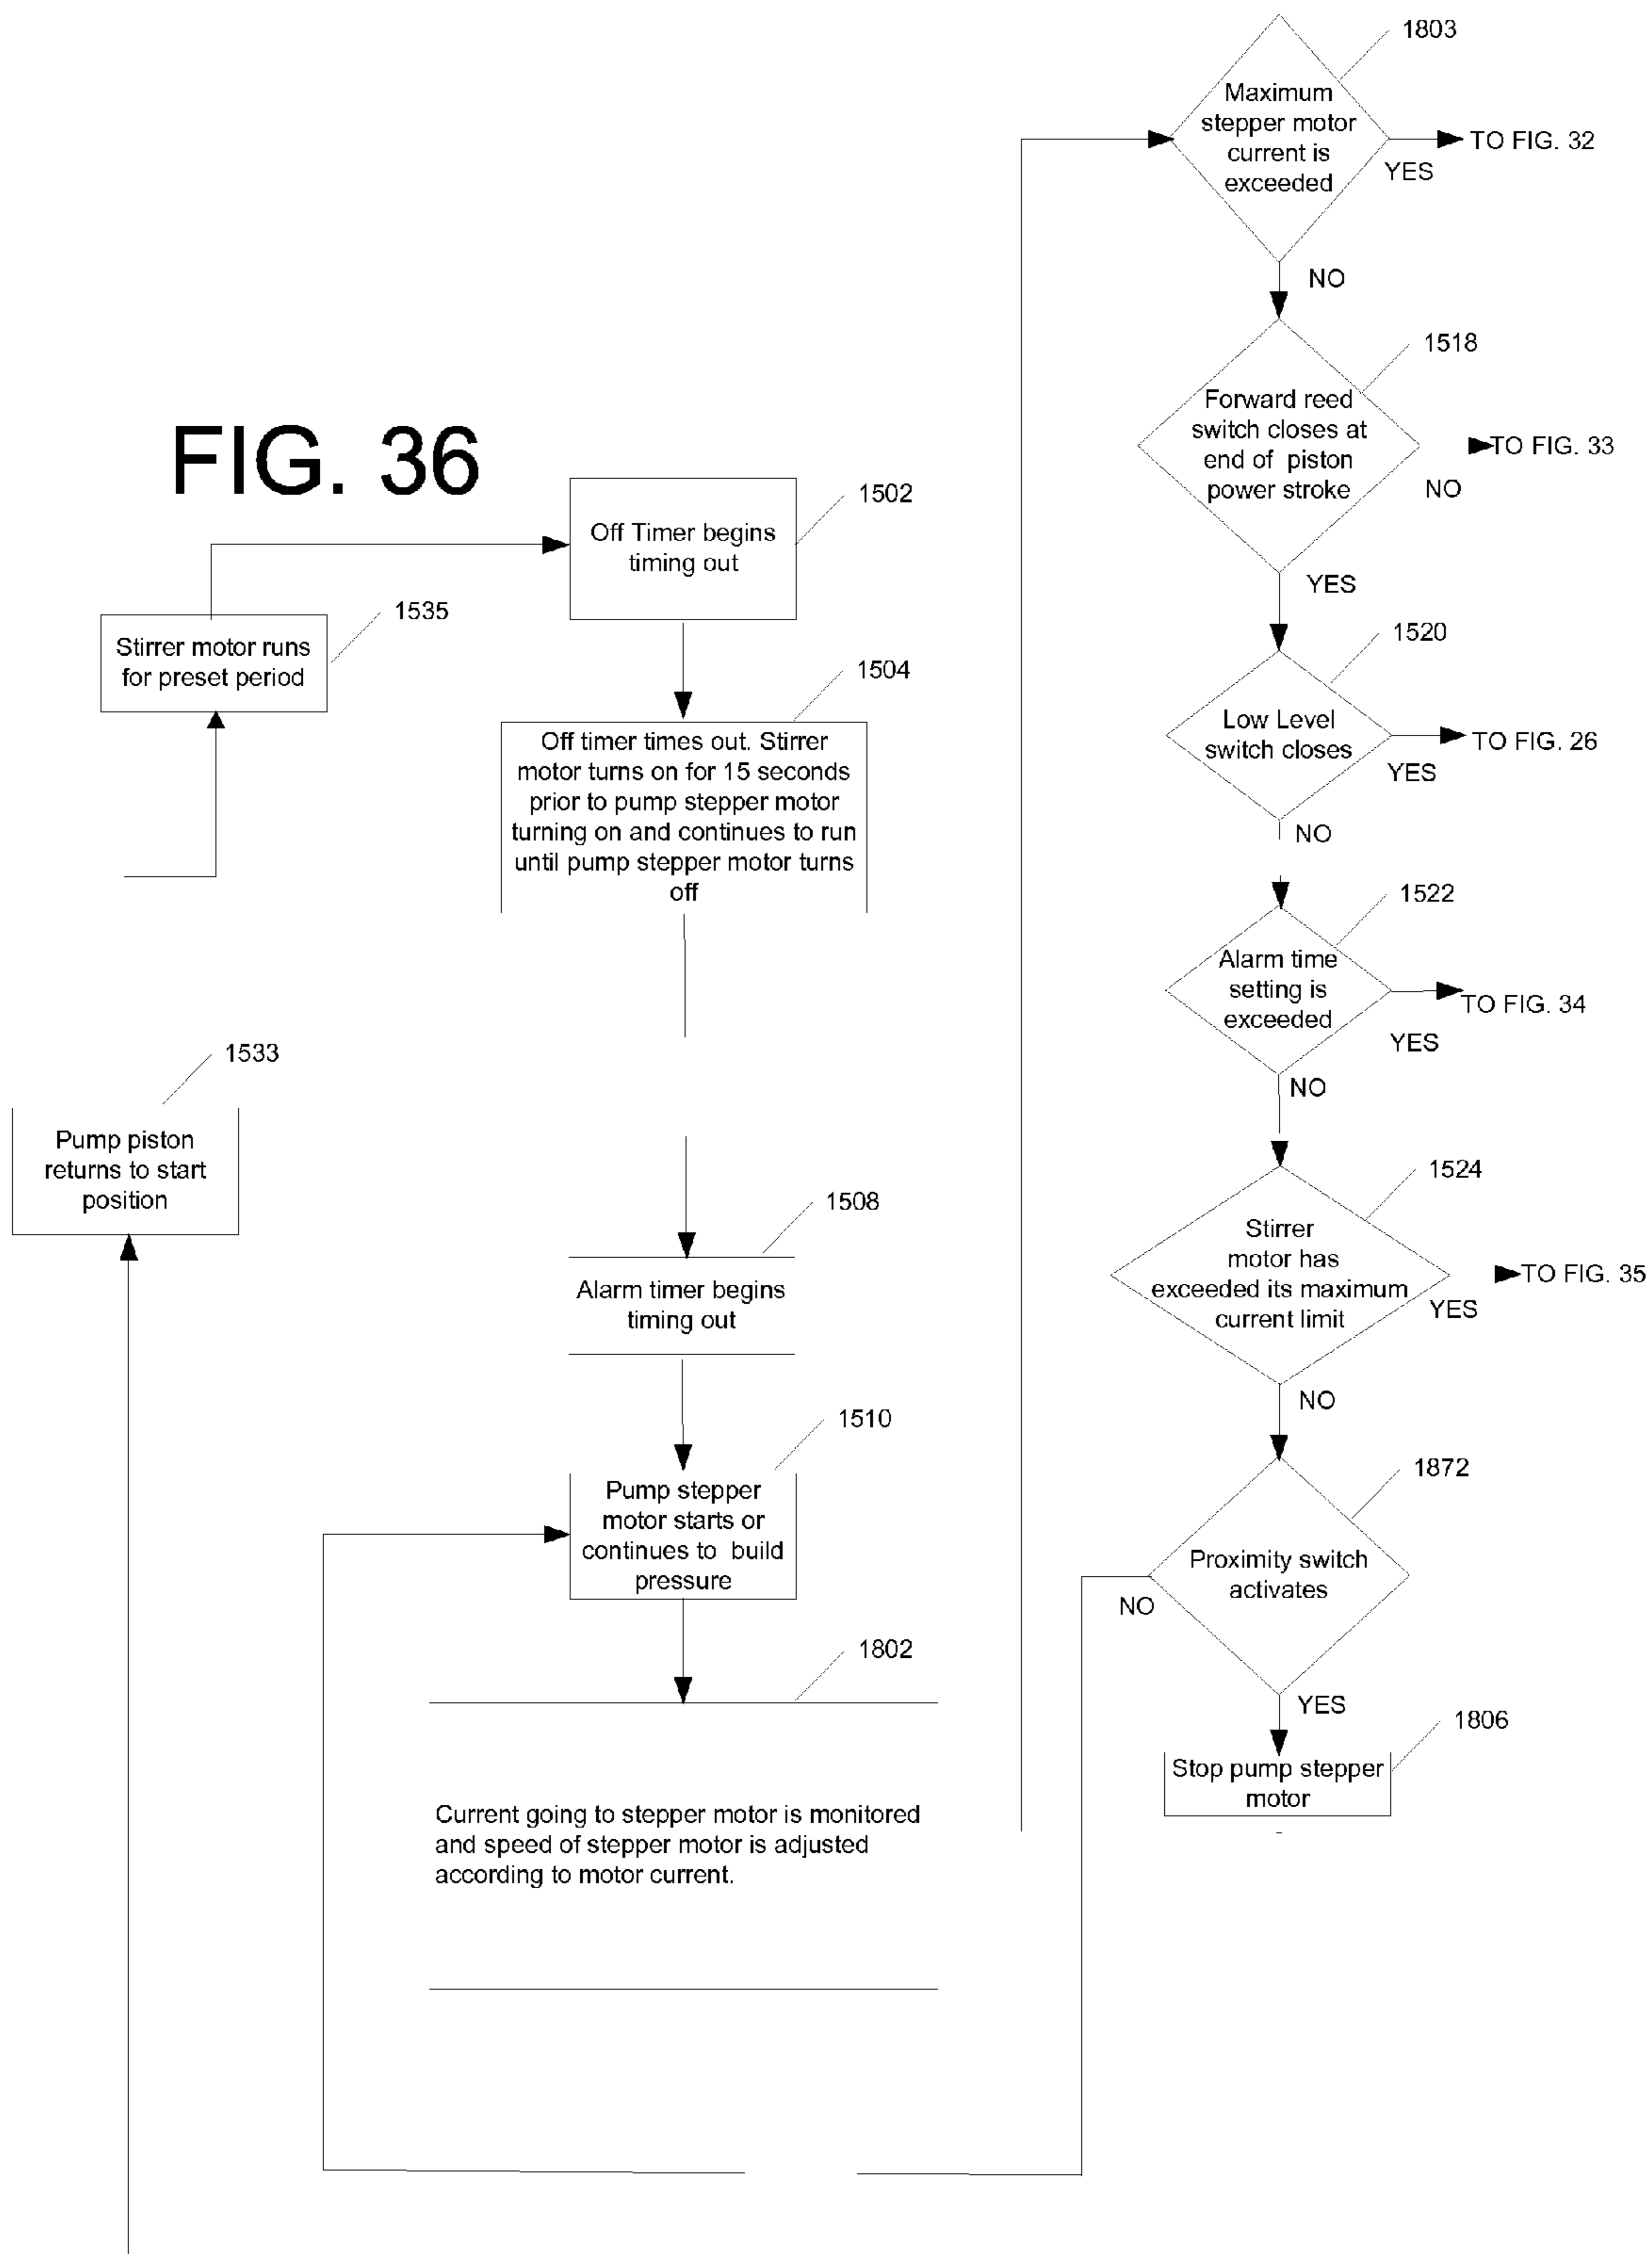 FIG. 36
1535
Stirrer motor runs
for preset period
1533
Pump piston
returns to start
position
1502
Off Timer begins
timing out
1504
Off timer times out. Stirrer
motor turns on for 15 seconds
prior to pump stepper motor
turning on and continues to run
until pump stepper motor turns
off
1508
Alarm timer begins
timing out
1510
Pump stepper
motor starts or
continues to build
pressure
1802
Current going to stepper motor is monitored
and speed of stepper motor is adjusted
according to motor current.
1803
Maximum
stepper motor
current is
exceeded
TO FIG. 32
YES
NO
1518
Forward reed
switch closes at
end of piston
power stroke
TO FIG. 33
NO
YES
1520
Low Level
switch closes
TO FIG. 26
YES
NO
1522
Alarm time
setting is
exceeded
TO FIG. 34
YES
NO
1524
Stirrer
motor has
exceeded its maximum
current limit
TO FIG. 35
YES
NO
1872
Proximity switch
activates
NO
YES
1806
Stop pump stepper
motor